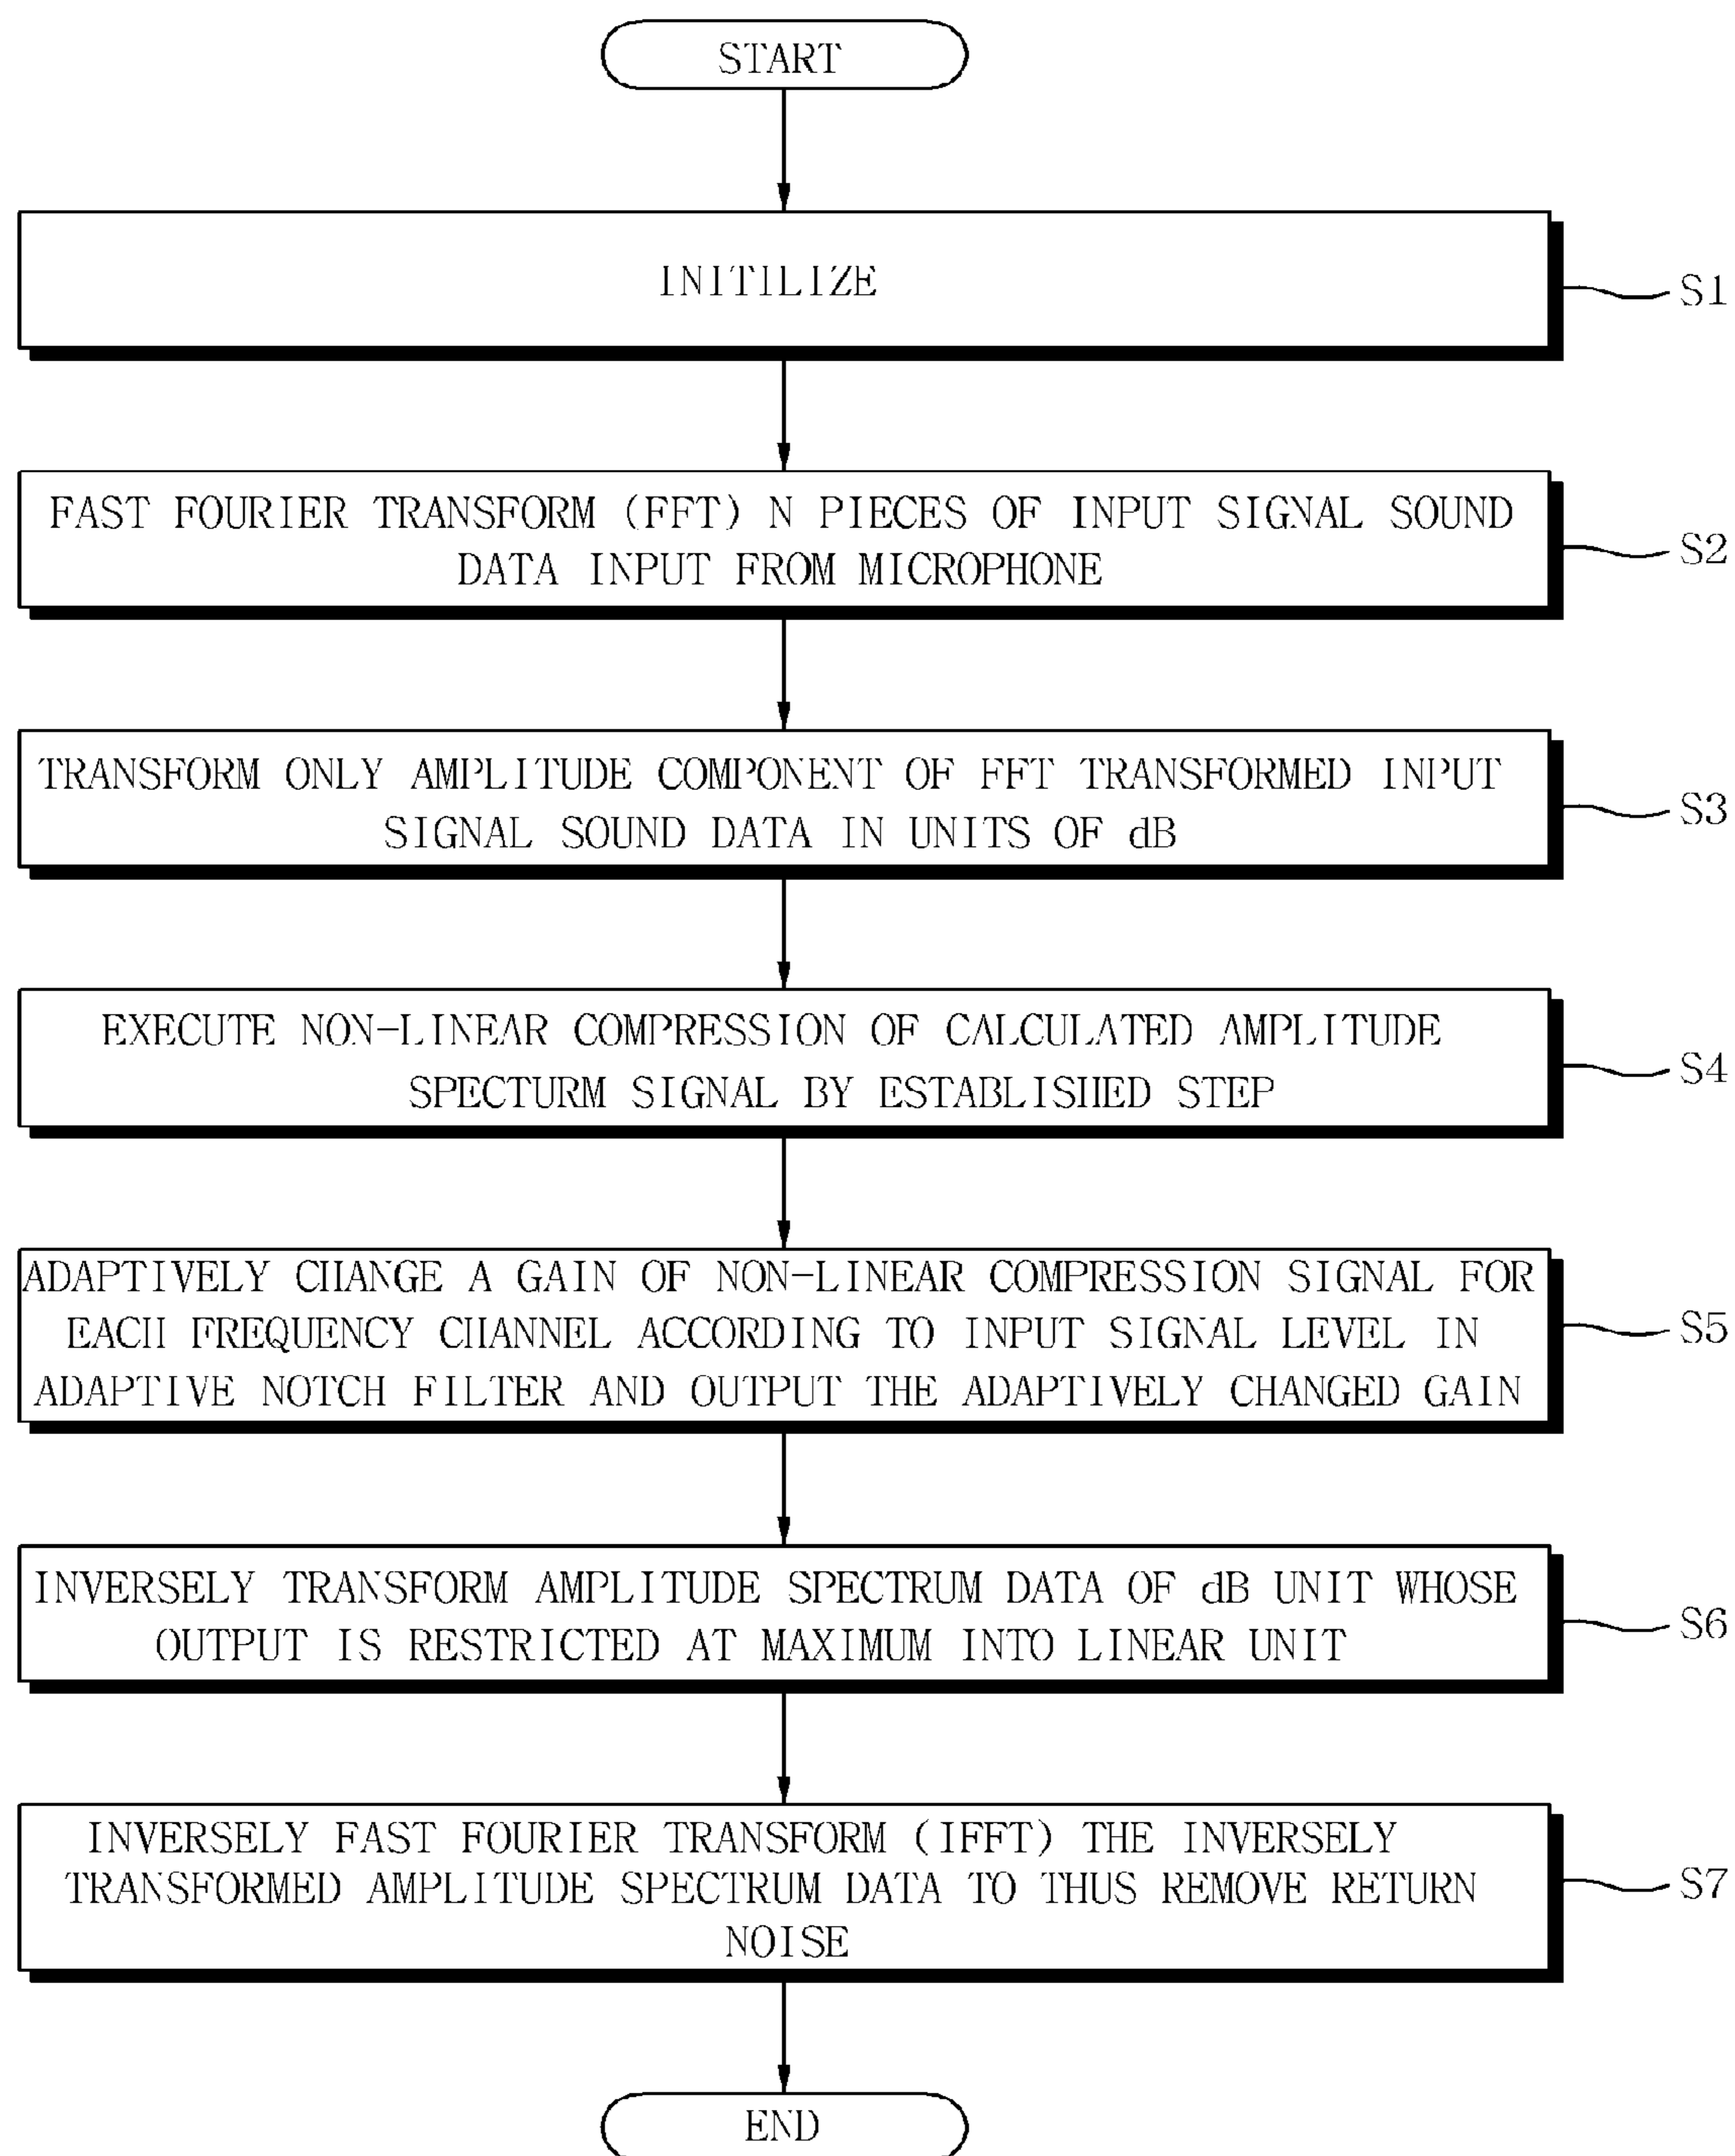 START
INITILIZE
S1
FAST FOURIER TRANSFORM (FFT) N PIECES OF INPUT SIGNAL SOUND
DATA INPUT FROM MICROPHONE
S2
TRANSFORM ONLY AMPLITUDE COMPONENT OF FFT TRANSFORMED INPUT
SIGNAL SOUND DATA IN UNITS OF dB
S3
EXECUTE NON-LINEAR COMPRESSION OF CALCULATED AMPLITUDE
SPECTURM SIGNAL BY ESTABLISHED STEP
S4
ADAPTIVELY CHANGE A GAIN OF NON-LINEAR COMPRESSION SIGNAL FOR
EACH FREQUENCY CHANNEL ACCORDING TO INPUT SIGNAL LEVEL IN
ADAPTIVE NOTCH FILTER AND OUTPUT THE ADAPTIVELY CHANGED GAIN
S5
INVERSELY TRANSFORM AMPLITUDE SPECTRUM DATA OF dB UNIT WHOSE
OUTPUT IS RESTRICTED AT MAXIMUM INTO LINEAR UNIT
S6
INVERSELY FAST FOURIER TRANSFORM (IFFT) THE INVERSELY
TRANSFORMED AMPLITUDE SPECTRUM DATA TO THUS REMOVE RETURN
NOISE
S7
END